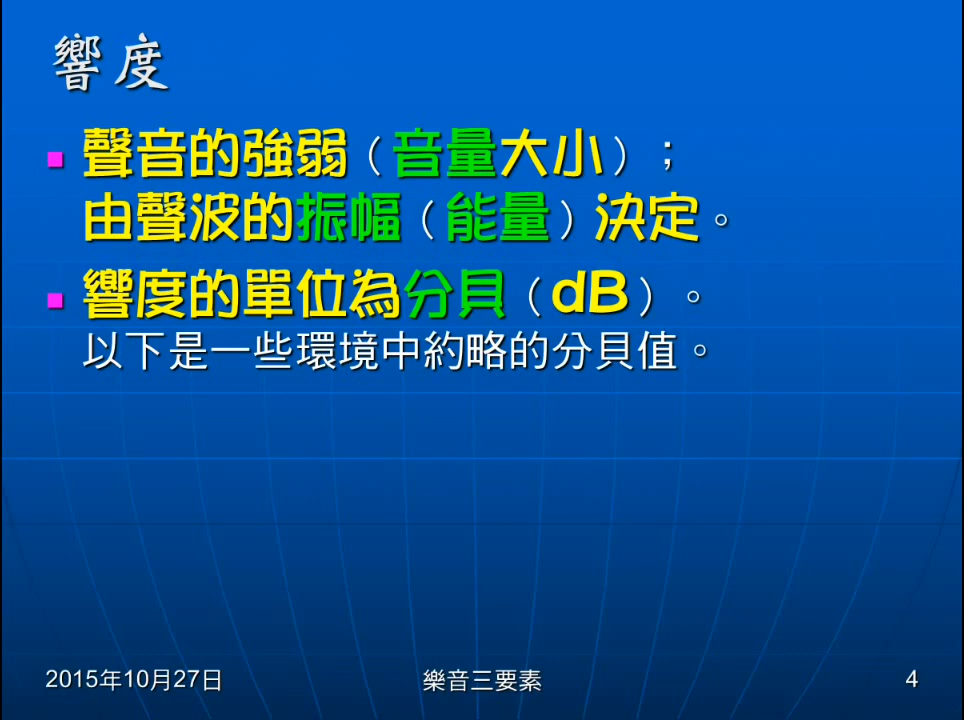 響度
聲音的強弱（音量大小）；
由聲波的振幅（能量）決定。
響度的單位為分貝（dB）。
以下是一些環境中約略的分貝值。
2015年10月27日
樂音三要素
4